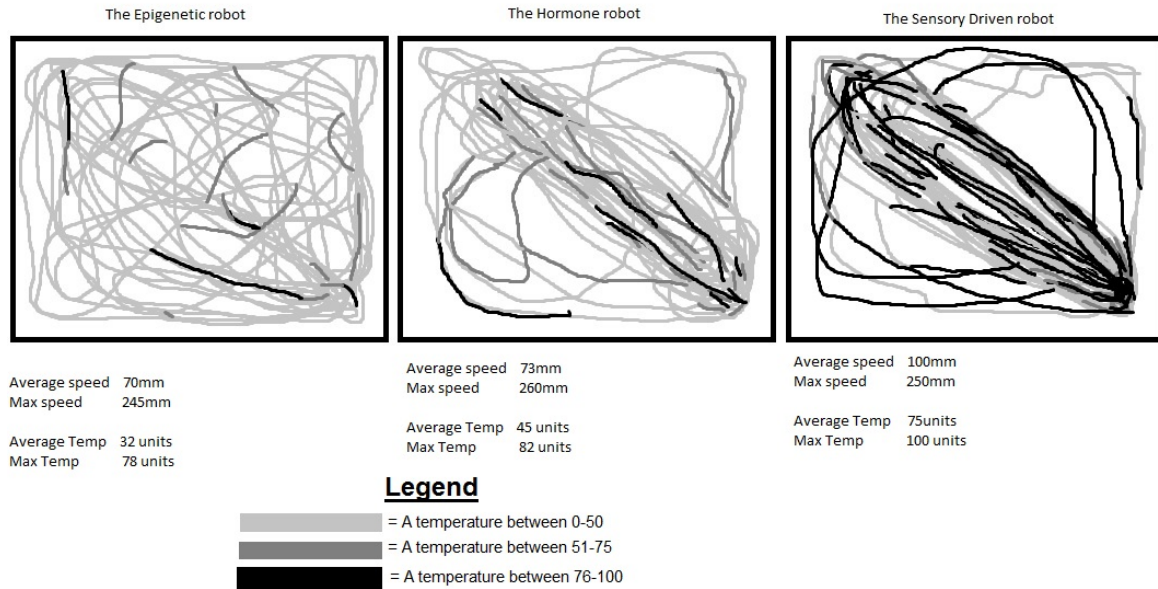 The Epigenetic robot
The Hormone robot
The Sensory Driven robot
Average speed 70mm
Max speed 245mm
Average Temp 32 units
Max Temp 78 units
Average speed 73mm
Max speed 260mm
Average Temp 45 units
Max Temp 82 units
Average speed 100mm
Max speed 250mm
Average Temp 75units
Max Temp 100 units
Legend
= A temperature between 0-50
= A temperature between 51-75
= A temperature between 76-100